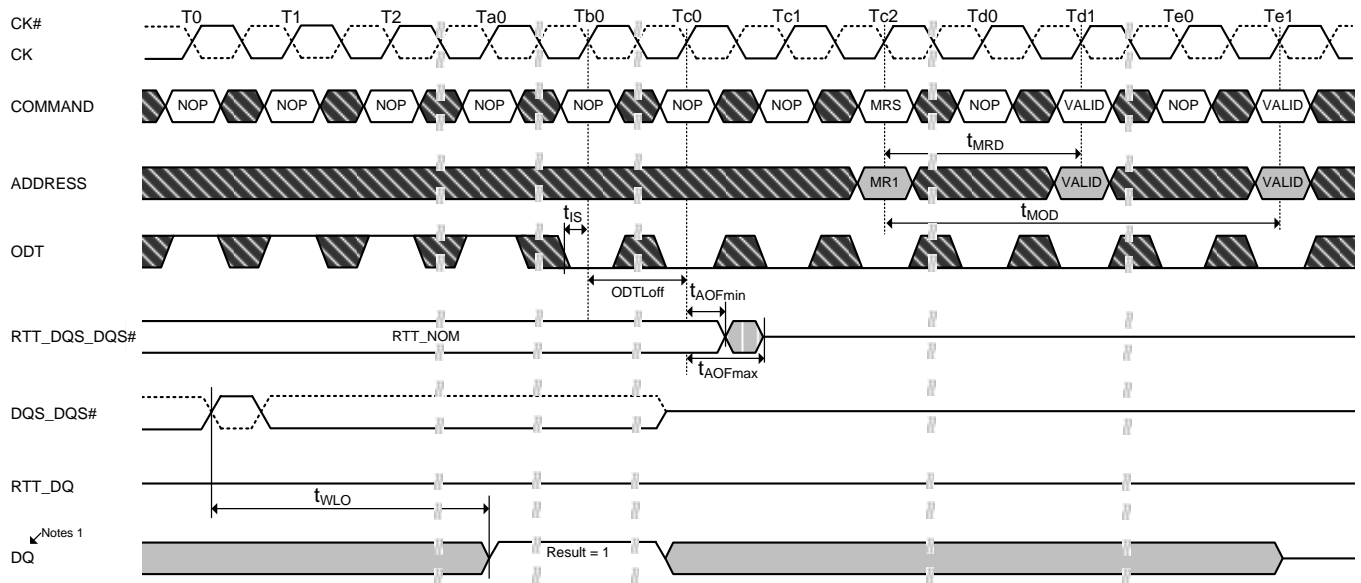 CK#
CK
T0 T1 T2 Ta0 Tb0 Tc0 Tc1 Tc2 Td0 Td1 Te0 Te1
COMMAND NOP NOP NOP NOP NOP NOP NOP MRS NOP VALID NOP VALID
tMRD
ADDRESS MR1 VALID VALID
tIS tMOD
ODT
ODTLoff tAOFmin
RTT_DQS_DQS# RTT_NOM
tAOFmax
DQS_DQS#
RTT_DQ
tWLO
Notes 1
DQ Result = 1